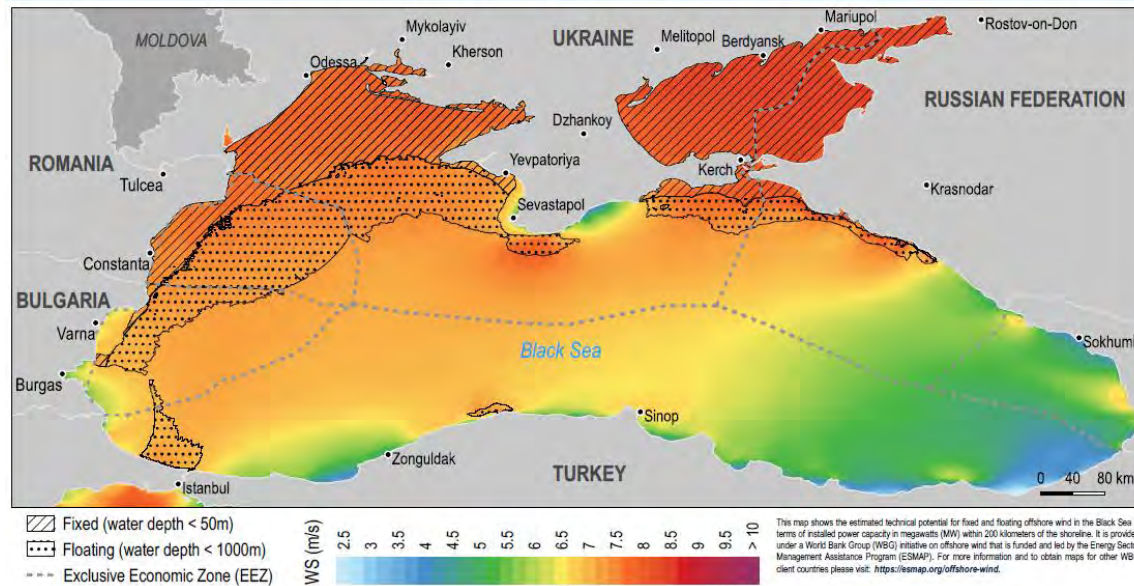 MOLDOVA
Mykolayiv
Kherson
UKRAINE
Melitopol
Berdyansk
Mariupol
Rostov-on-Don
Odessa
RUSSIAN FEDERATION
Dzhankoy
ROMANIA
Tulcea
Yevpatoriya
Kerch
Krasnodar
Sevastapol
Constanta
BULGARIA
Varna
Black Sea
Sokhumi
Burgas
Sinop
Zonguldak
TURKEY
Istanbul
0 40 80 km
Fixed (water depth < 50m)
Floating (water depth < 1000m)
Exclusive Economic Zone (EEZ)
WS (m/s)
2.5 3 3.5 4 4.5 5 5.5 6 6.5 7 7.5 8 8.5 9 9.5 > 10
This map shows the estimated technical potential for fixed and floating offshore wind in the Black Sea
terms of installed power capacity in megawatts (MW) within 200 kilometers of the shoreline. It is provide
under a World Bank Group (WBG) initiative on offshore wind that is funded and led by the Energy Secto
Management Assistance Program (ESMAP). For more information and to obtain maps for other WB
client countries please visit: https://esmap.org/offshore-wind.